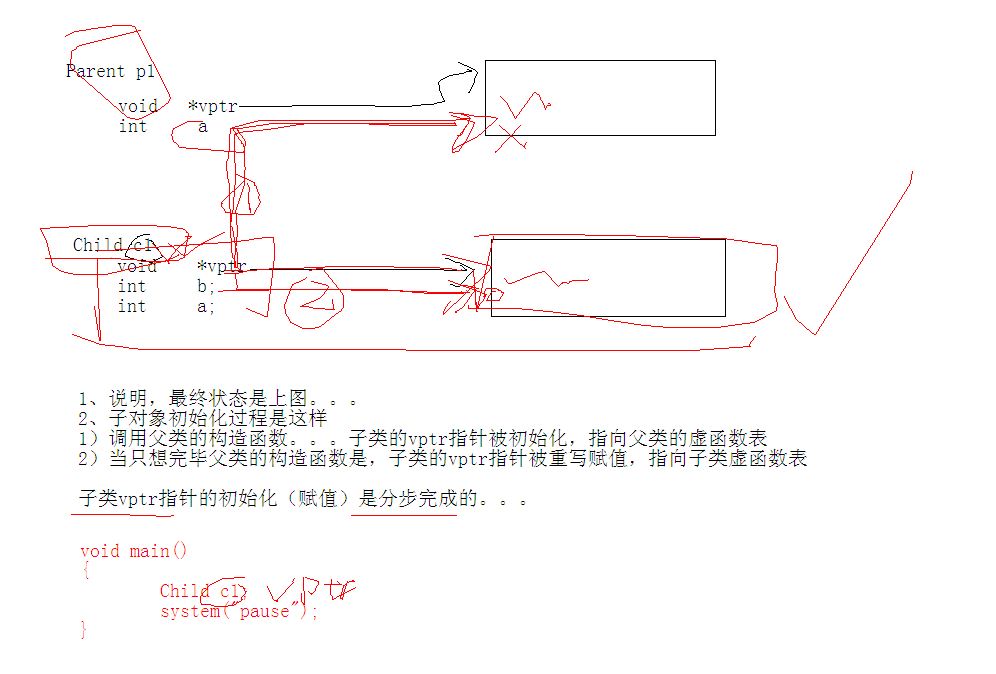 Parent p1
void *vptr
int a
Child c1
void *vptr
int b;
int a;
1、说明，最终状态是上图。。。
2、子对象初始化过程是这样
1）调用父类的构造函数。。。子类的vptr指针被初始化，指向父类的虚函数表
2）当只想完毕父类的构造函数是，子类的vptr指针被重写赋值，指向子类虚函数表
子类vptr指针的初始化（赋值）是分步完成的。。。
void main()
{
Child c1; vptr
system("pause");
}